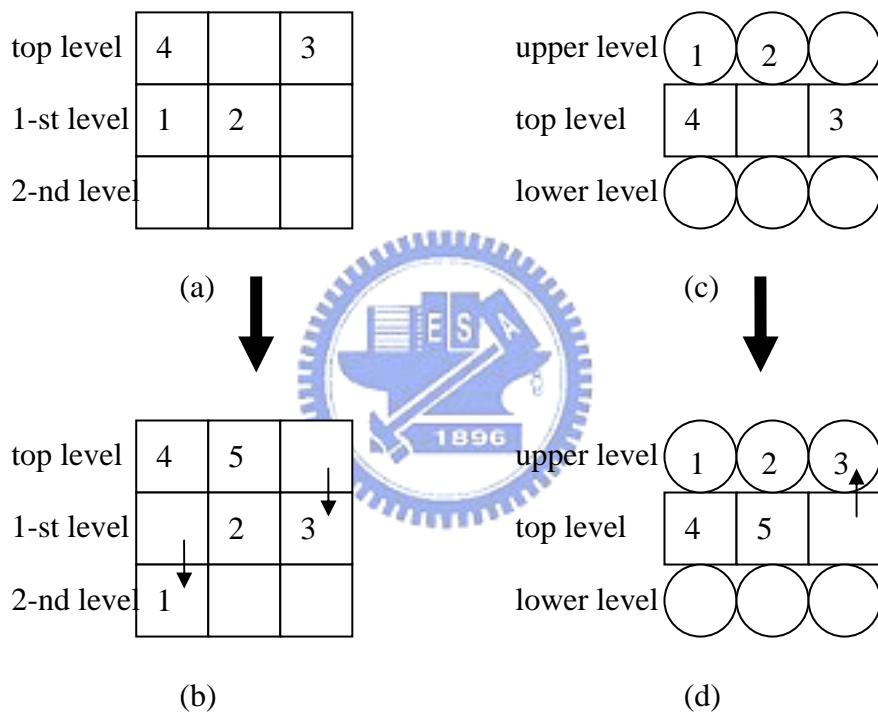 top level 4 3
1-st level 1 2
2-nd level
(a)
upper level 1 2
top level 4 3
lower level
(c)
E S A
1896
top level 4 5
1-st level 2 3
2-nd level 1
(b)
upper level 1 2 3
top level 4 5
lower level
(d)